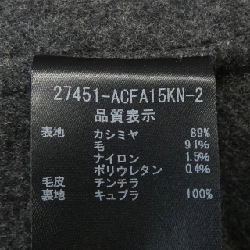 27451-ACFA15KN-2
品質表示
表地 カシミヤ 89%
毛 9.1%
ナイロン 1.5%
ポリウレタン 0.4%
毛皮 チンチラ
裏地 キュプラ 100%